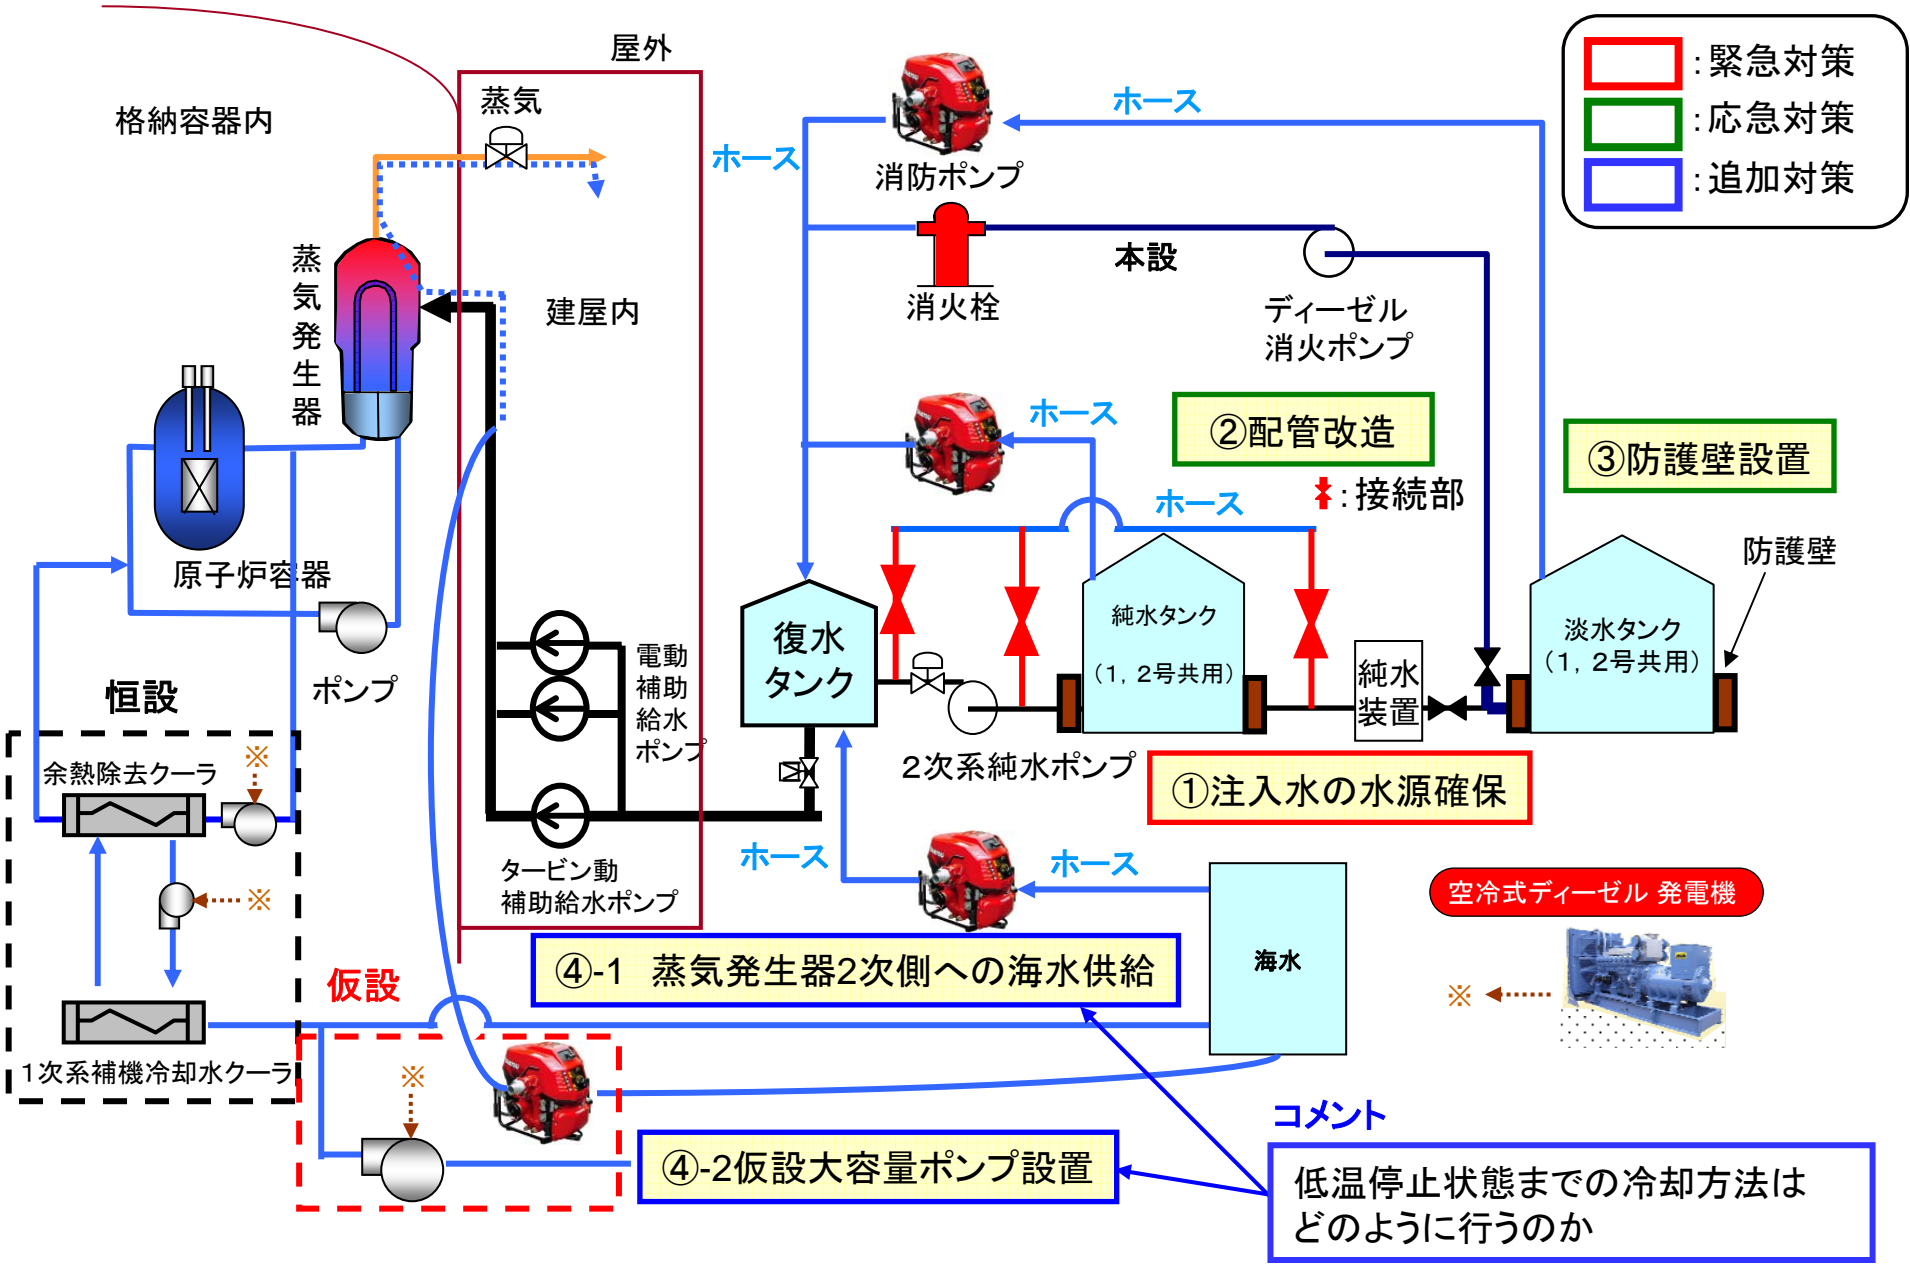 屋外
格納容器内
蒸気
ホース
ホース
消防ポンプ
：緊急対策
：応急対策
：追加対策
蒸気発生器
建屋内
本設
消火栓
ディーゼル
消火ポンプ
ホース
②配管改造
：接続部
ホース
③防護壁設置
防護壁
原子炉容器
ポンプ
電動
補助
給水
ポンプ
復水
タンク
純水タンク
（1，2号共用）
純水
装置
淡水タンク
（1，2号共用）
2次系純水ポンプ
①注入水の水源確保
恒設
※
余熱除去クーラ
※
1次系補機冷却水クーラ
タービン動
補助給水ポンプ
ホース
ホース
海水
空冷式ディーゼル 発電機
※
④-1 蒸気発生器2次側への海水供給
仮設
※
④-2仮設大容量ポンプ設置
コメント
低温停止状態までの冷却方法は
どのように行うのか